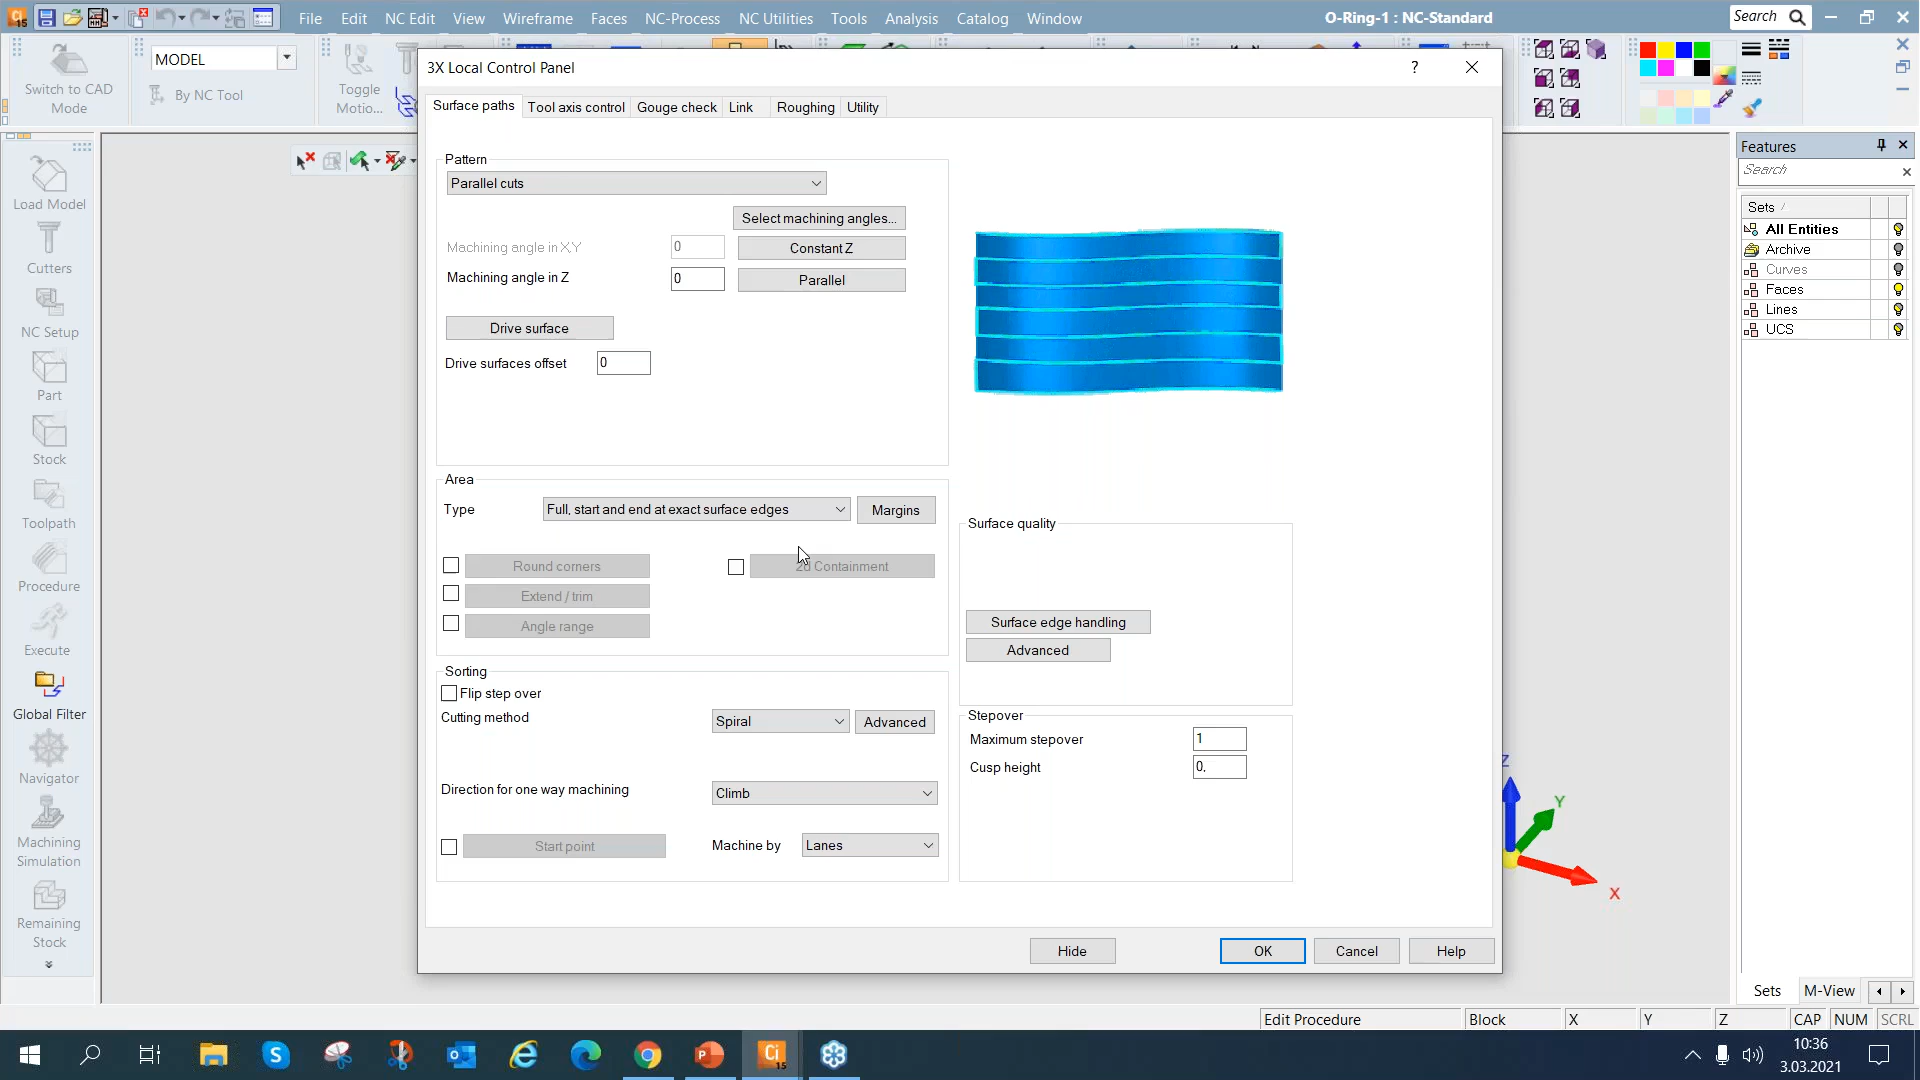 File Edit NC Edit View Wireframe Faces NC-Process NC Utilities Tools Analysis Catalog Window
O-Ring-1 : NC-Standard
Search
Switch to CAD
Mode
MODEL
By NC Tool
Toggle
Motio...
3X Local Control Panel
?
Surface paths Tool axis control Gouge check Link Roughing Utility
Pattern
Parallel cuts
Select machining angles...
Machining angle in X,Y 0 Constant Z
Machining angle in Z 0 Parallel
Drive surface
Drive surfaces offset 0
Area
Type Full, start and end at exact surface edges Margins
Round corners 2d Containment
Extend / trim
Angle range
Sorting
Flip step over
Cutting method Spiral Advanced
Direction for one way machining Climb
Start point Machine by Lanes
Surface quality
Surface edge handling
Advanced
Stepover
Maximum stepover 1
Cusp height 0,
Hide OK Cancel Help
Load Model
Cutters
NC Setup
Part
Stock
Toolpath
Procedure
Execute
Global Filter
Navigator
Machining
Simulation
Remaining
Stock
Features
Search
Sets
All Entities
Archive
Curves
Faces
Lines
UCS
Z
Y
X
Sets M-View
Edit Procedure Block X Y Z CAP NUM SCRL
Ci
15
10:36
3.03.2021